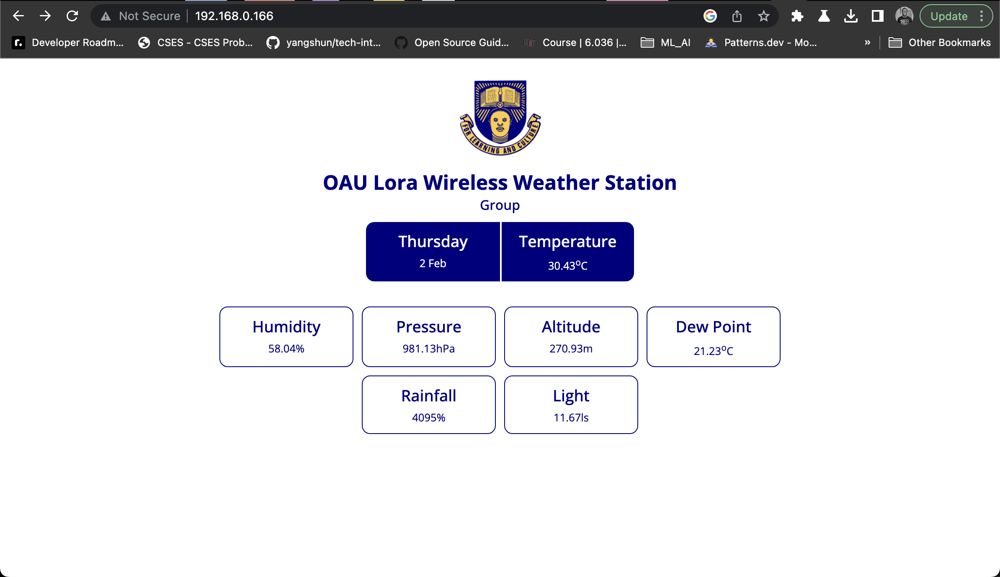 Not Secure 192.168.0.166 Update
Developer Roadm... CSES - CSES Prob... yangshun/tech-int... Open Source Guid... Course | 6.036 |... ML_AI Patterns.dev - Mo... » Other Bookmarks
FOR LEARNING AND CULTURE
OAU Lora Wireless Weather Station
Group
Thursday Temperature
2 Feb 30.43°C
Humidity Pressure Altitude Dew Point
58.04% 981.13hPa 270.93m 21.23°C
Rainfall Light
4095% 11.67ls